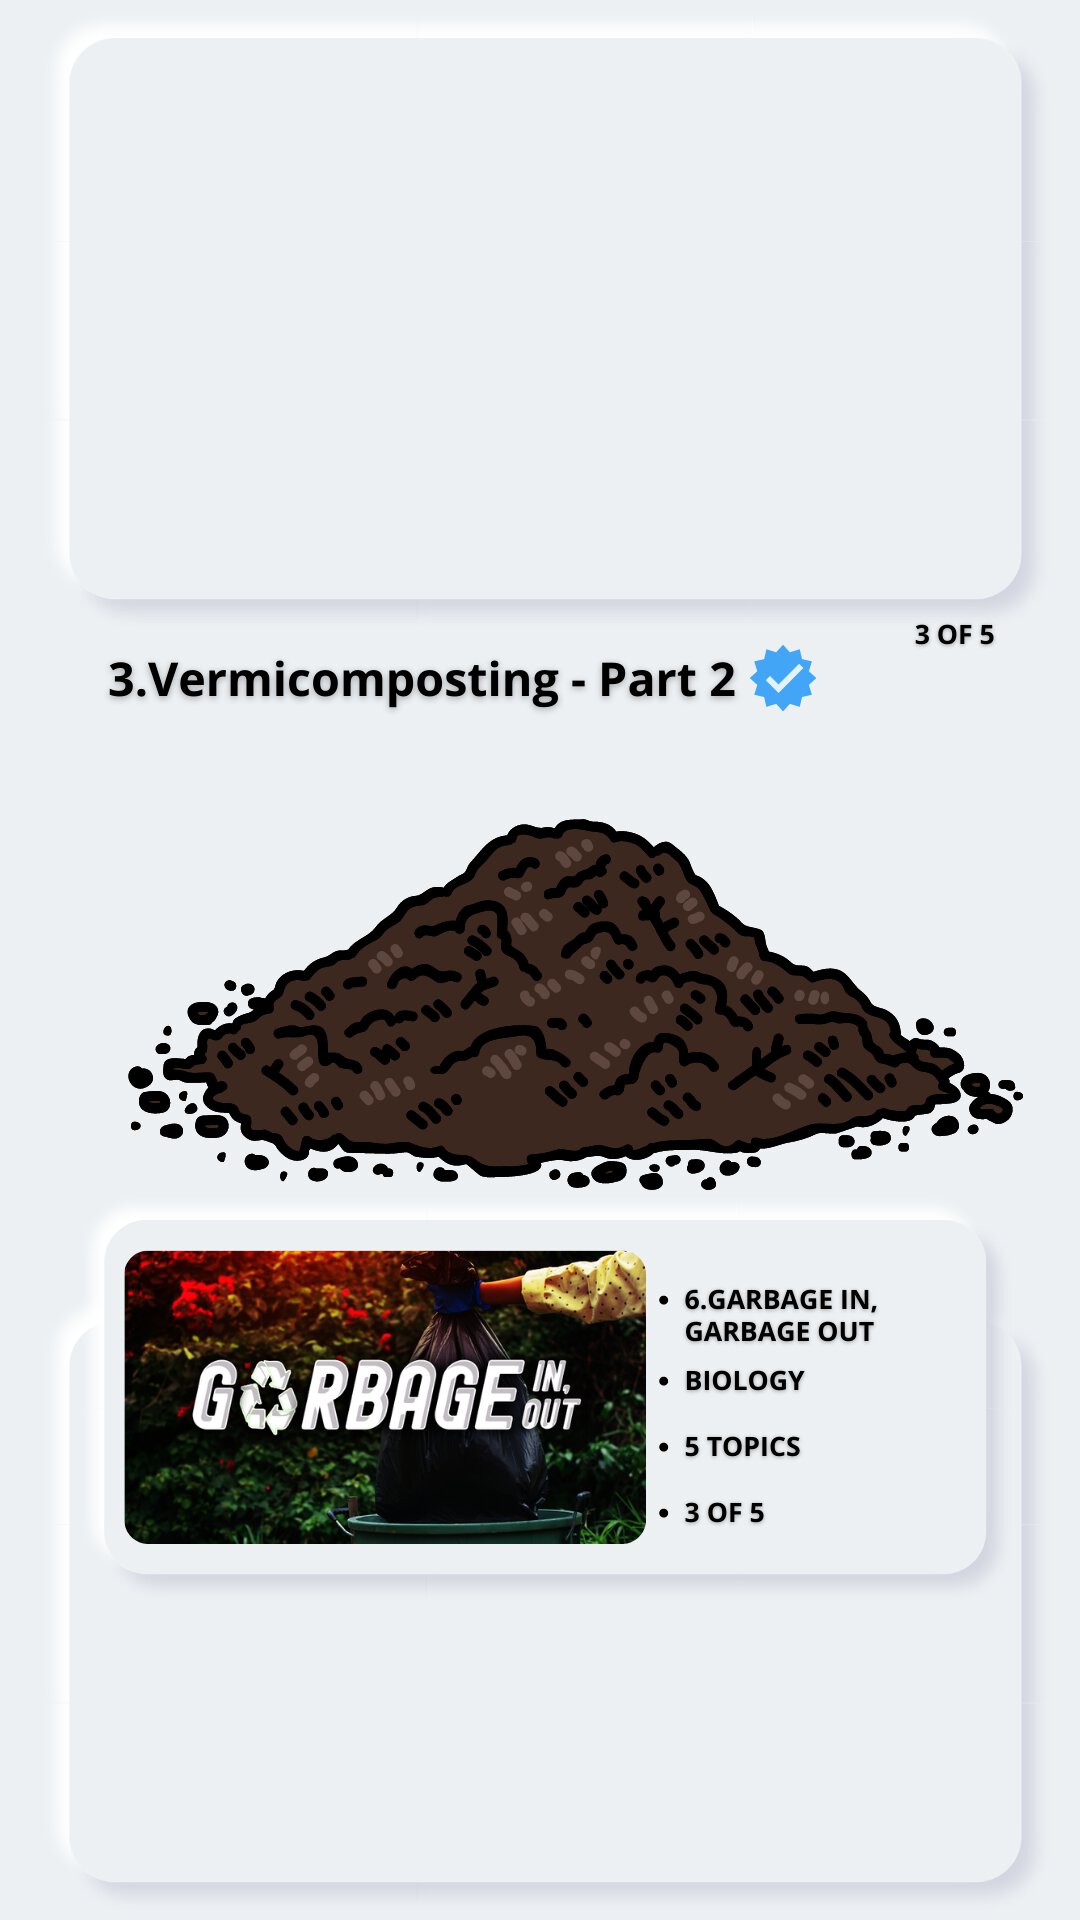 3 OF 5
3.Vermicomposting - Part 2
GARBAGE IN,
OUT
• 6.GARBAGE IN,
GARBAGE OUT
• BIOLOGY
• 5 TOPICS
• 3 OF 5